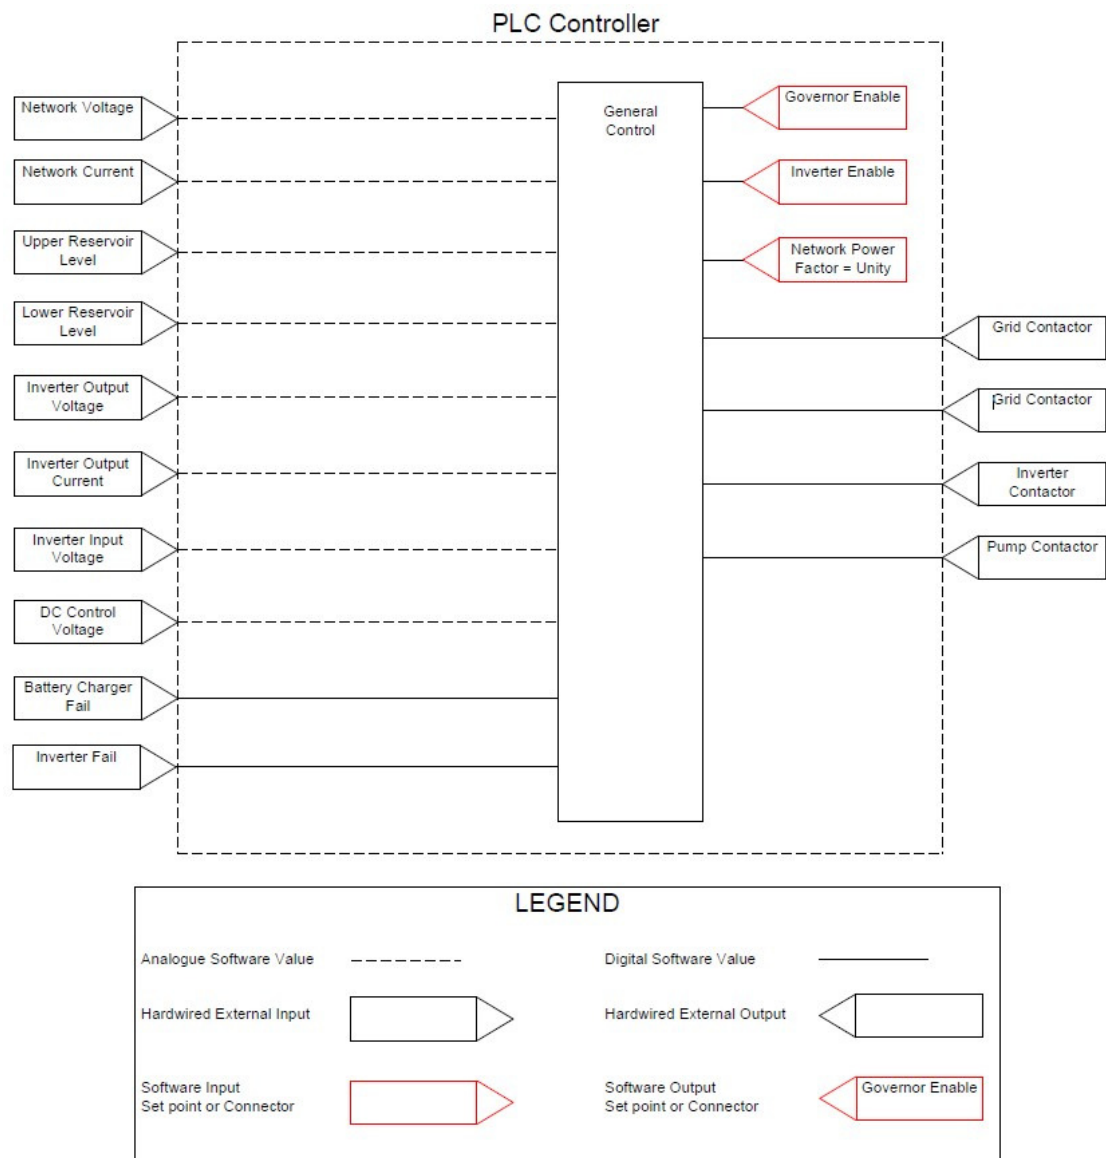 PLC Controller
Network Voltage
Network Current
Upper Reservoir
Level
Lower Reservoir
Level
Inverter Output
Voltage
Inverter Output
Current
Inverter Input
Voltage
DC Control
Voltage
Battery Charger
Fail
Inverter Fail
General
Control
Governor Enable
Inverter Enable
Network Power
Factor = Unity
Grid Contactor
Grid Contactor
Inverter
Contactor
Pump Contactor
LEGEND
Analogue Software Value
Digital Software Value
Hardwired External Input
Hardwired External Output
Software Input
Set point or Connector
Software Output
Set point or Connector
Governor Enable